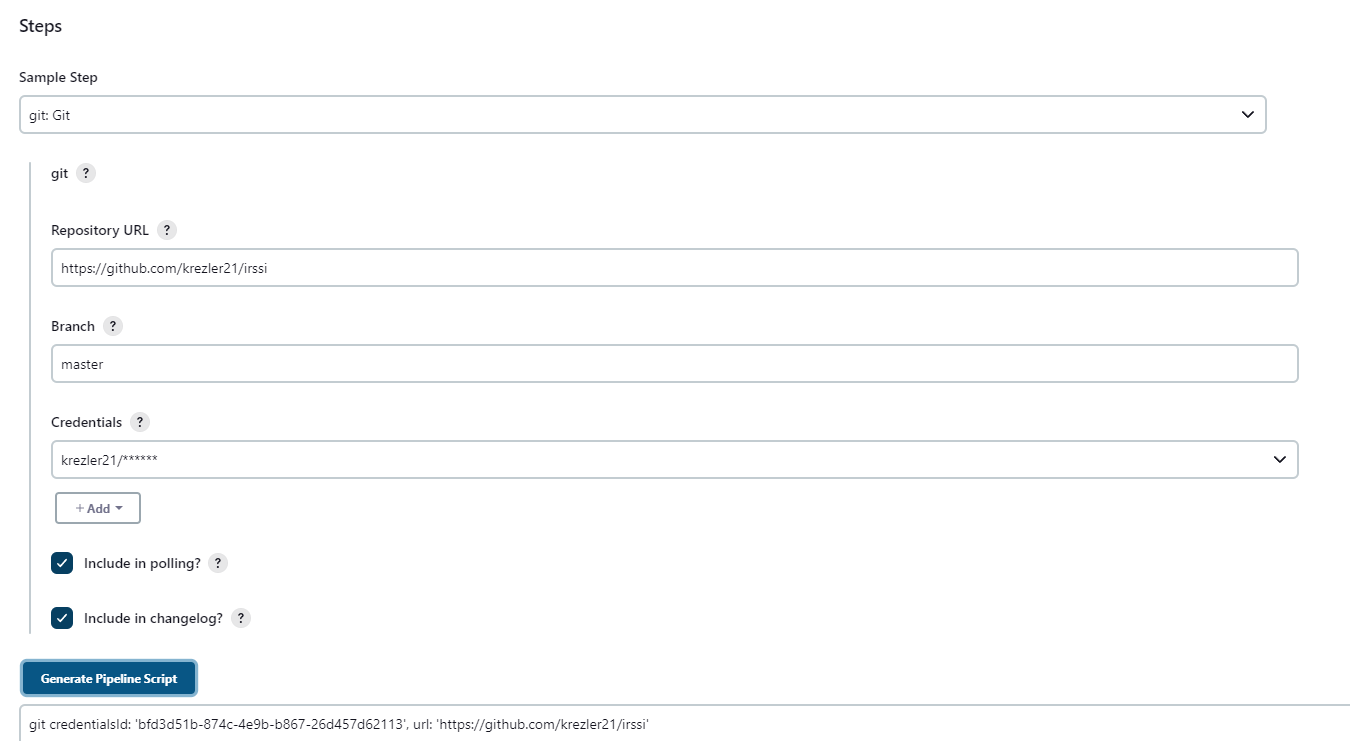 Steps
Sample Step
git: Git
git ?
Repository URL ?
https://github.com/krezler21/irssi
Branch ?
master
Credentials ?
krezler21/******
+ Add
Include in polling? ?
Include in changelog? ?
Generate Pipeline Script
git credentialsId: 'bfd3d51b-874c-4e9b-b867-26d457d62113', url: 'https://github.com/krezler21/irssi'